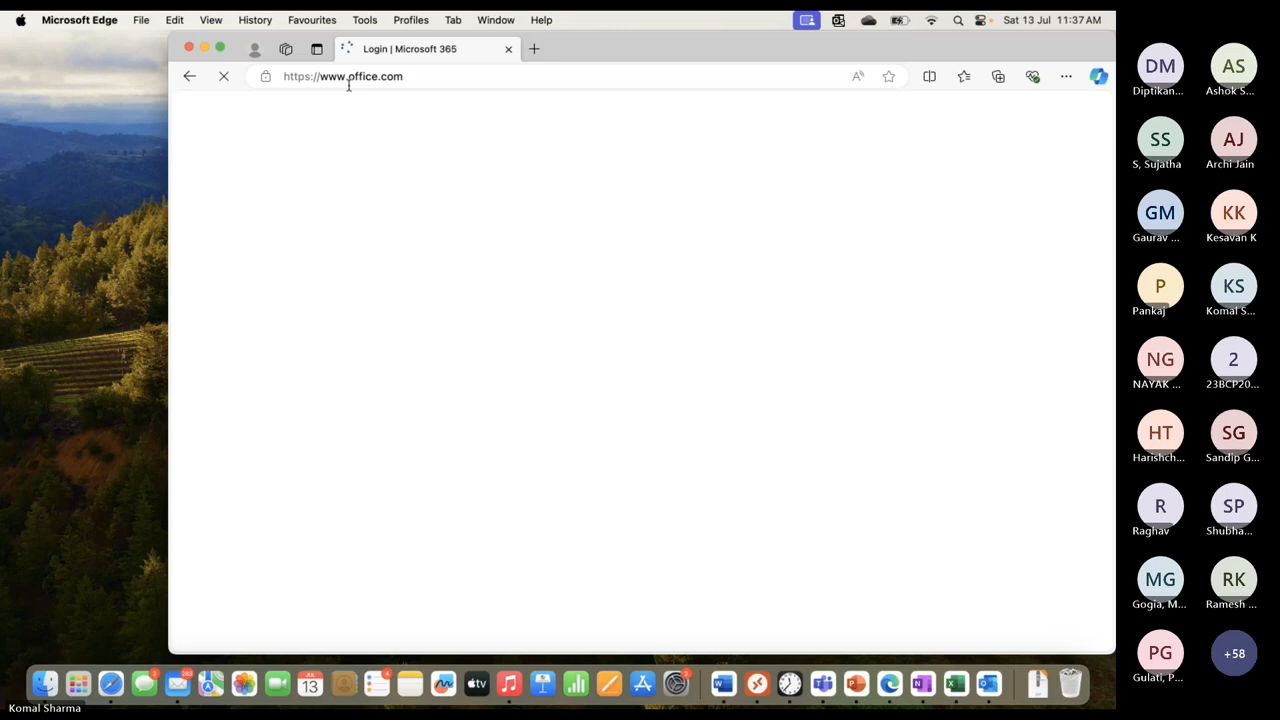 Microsoft Edge File Edit View History Favourites Tools Profiles Tab Window Help Sat 13 Jul 11:37 AM
Login | Microsoft 365
https://www.office.com
DM AS
Diptikan... Ashok S...
SS AJ
S, Sujatha Archi Jain
GM KK
Gaurav ... Kesavan K
P KS
Pankaj Komal S...
NG 2
NAYAK ... 23BCP20...
HT SG
Harishch... Sandip G...
R SP
Raghav Shubha...
MG RK
Gogia, M... Ramesh ...
PG +58
Gulati, P...
JUL
13
tv
Komal Sharma